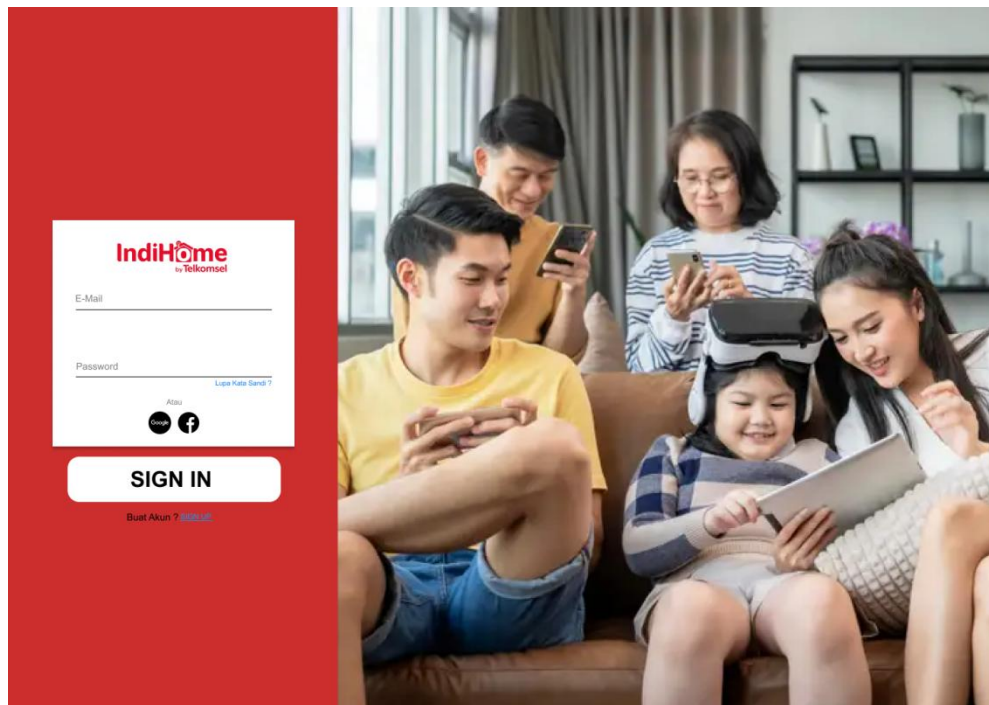 IndiHome
by Telkomsel
E-Mail
Password
Lupa Kata Sandi ?
Atau
Google
SIGN IN
Buat Akun ? SIGN UP